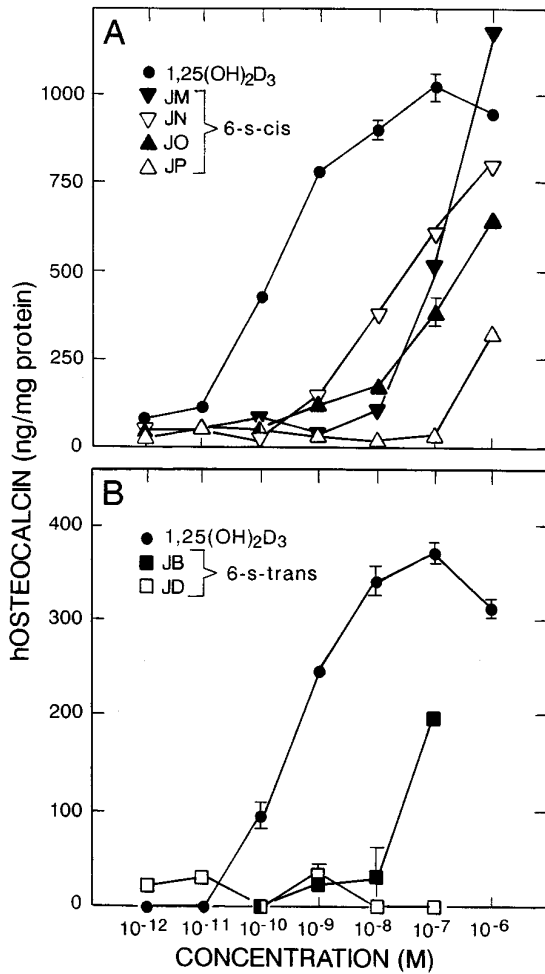 A
1,25(OH)₂D₃
JM
JN
JO
JP
6-s-cis
1000
750
500
250
0
hOSTEOCALCIN (ng/mg protein)
B
1,25(OH)₂D₃
JB
JD
6-s-trans
400
300
200
100
0
10⁻¹² 10⁻¹¹ 10⁻¹⁰ 10⁻⁹ 10⁻⁸ 10⁻⁷ 10⁻⁶
CONCENTRATION (M)